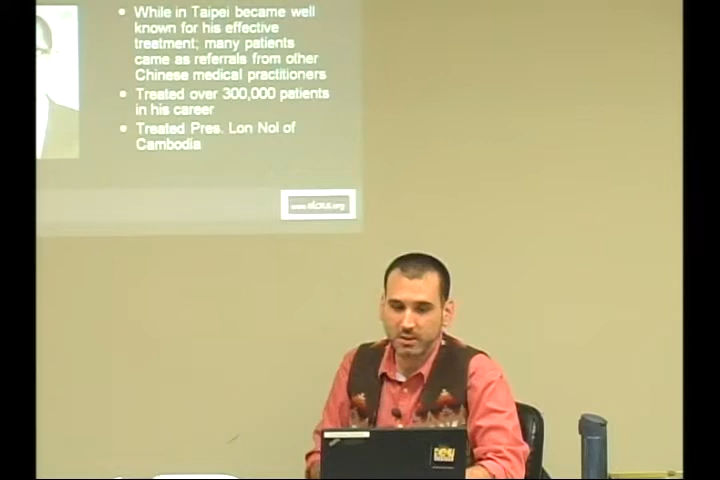 • While in Taipei became well
known for his effective
treatment; many patients
came as referrals from other
Chinese medical practitioners
• Treated over 300,000 patients
in his career
• Treated Pres. Lon Nol of
Cambodia